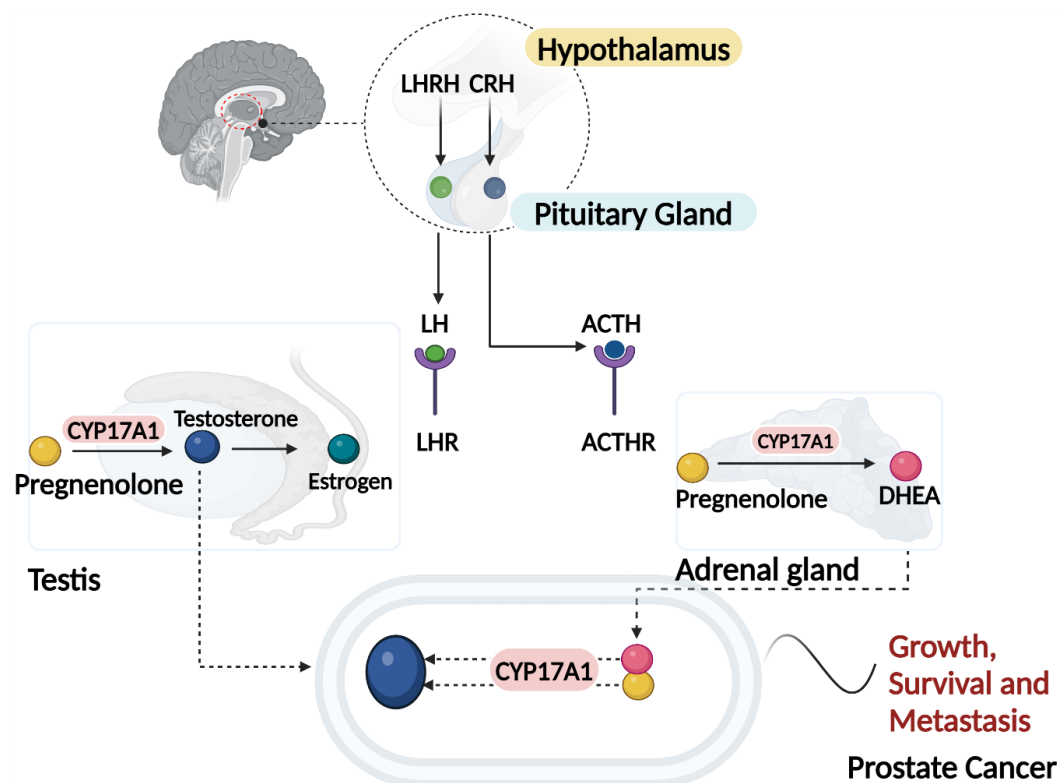 Hypothalamus
LHRH CRH
Pituitary Gland
LH
ACTH
LHR
ACTHR
CYP17A1
Testosterone
Pregnenolone
Estrogen
Testis
CYP17A1
Pregnenolone
DHEA
Adrenal gland
CYP17A1
Growth,
Survival and
Metastasis
Prostate Cancer